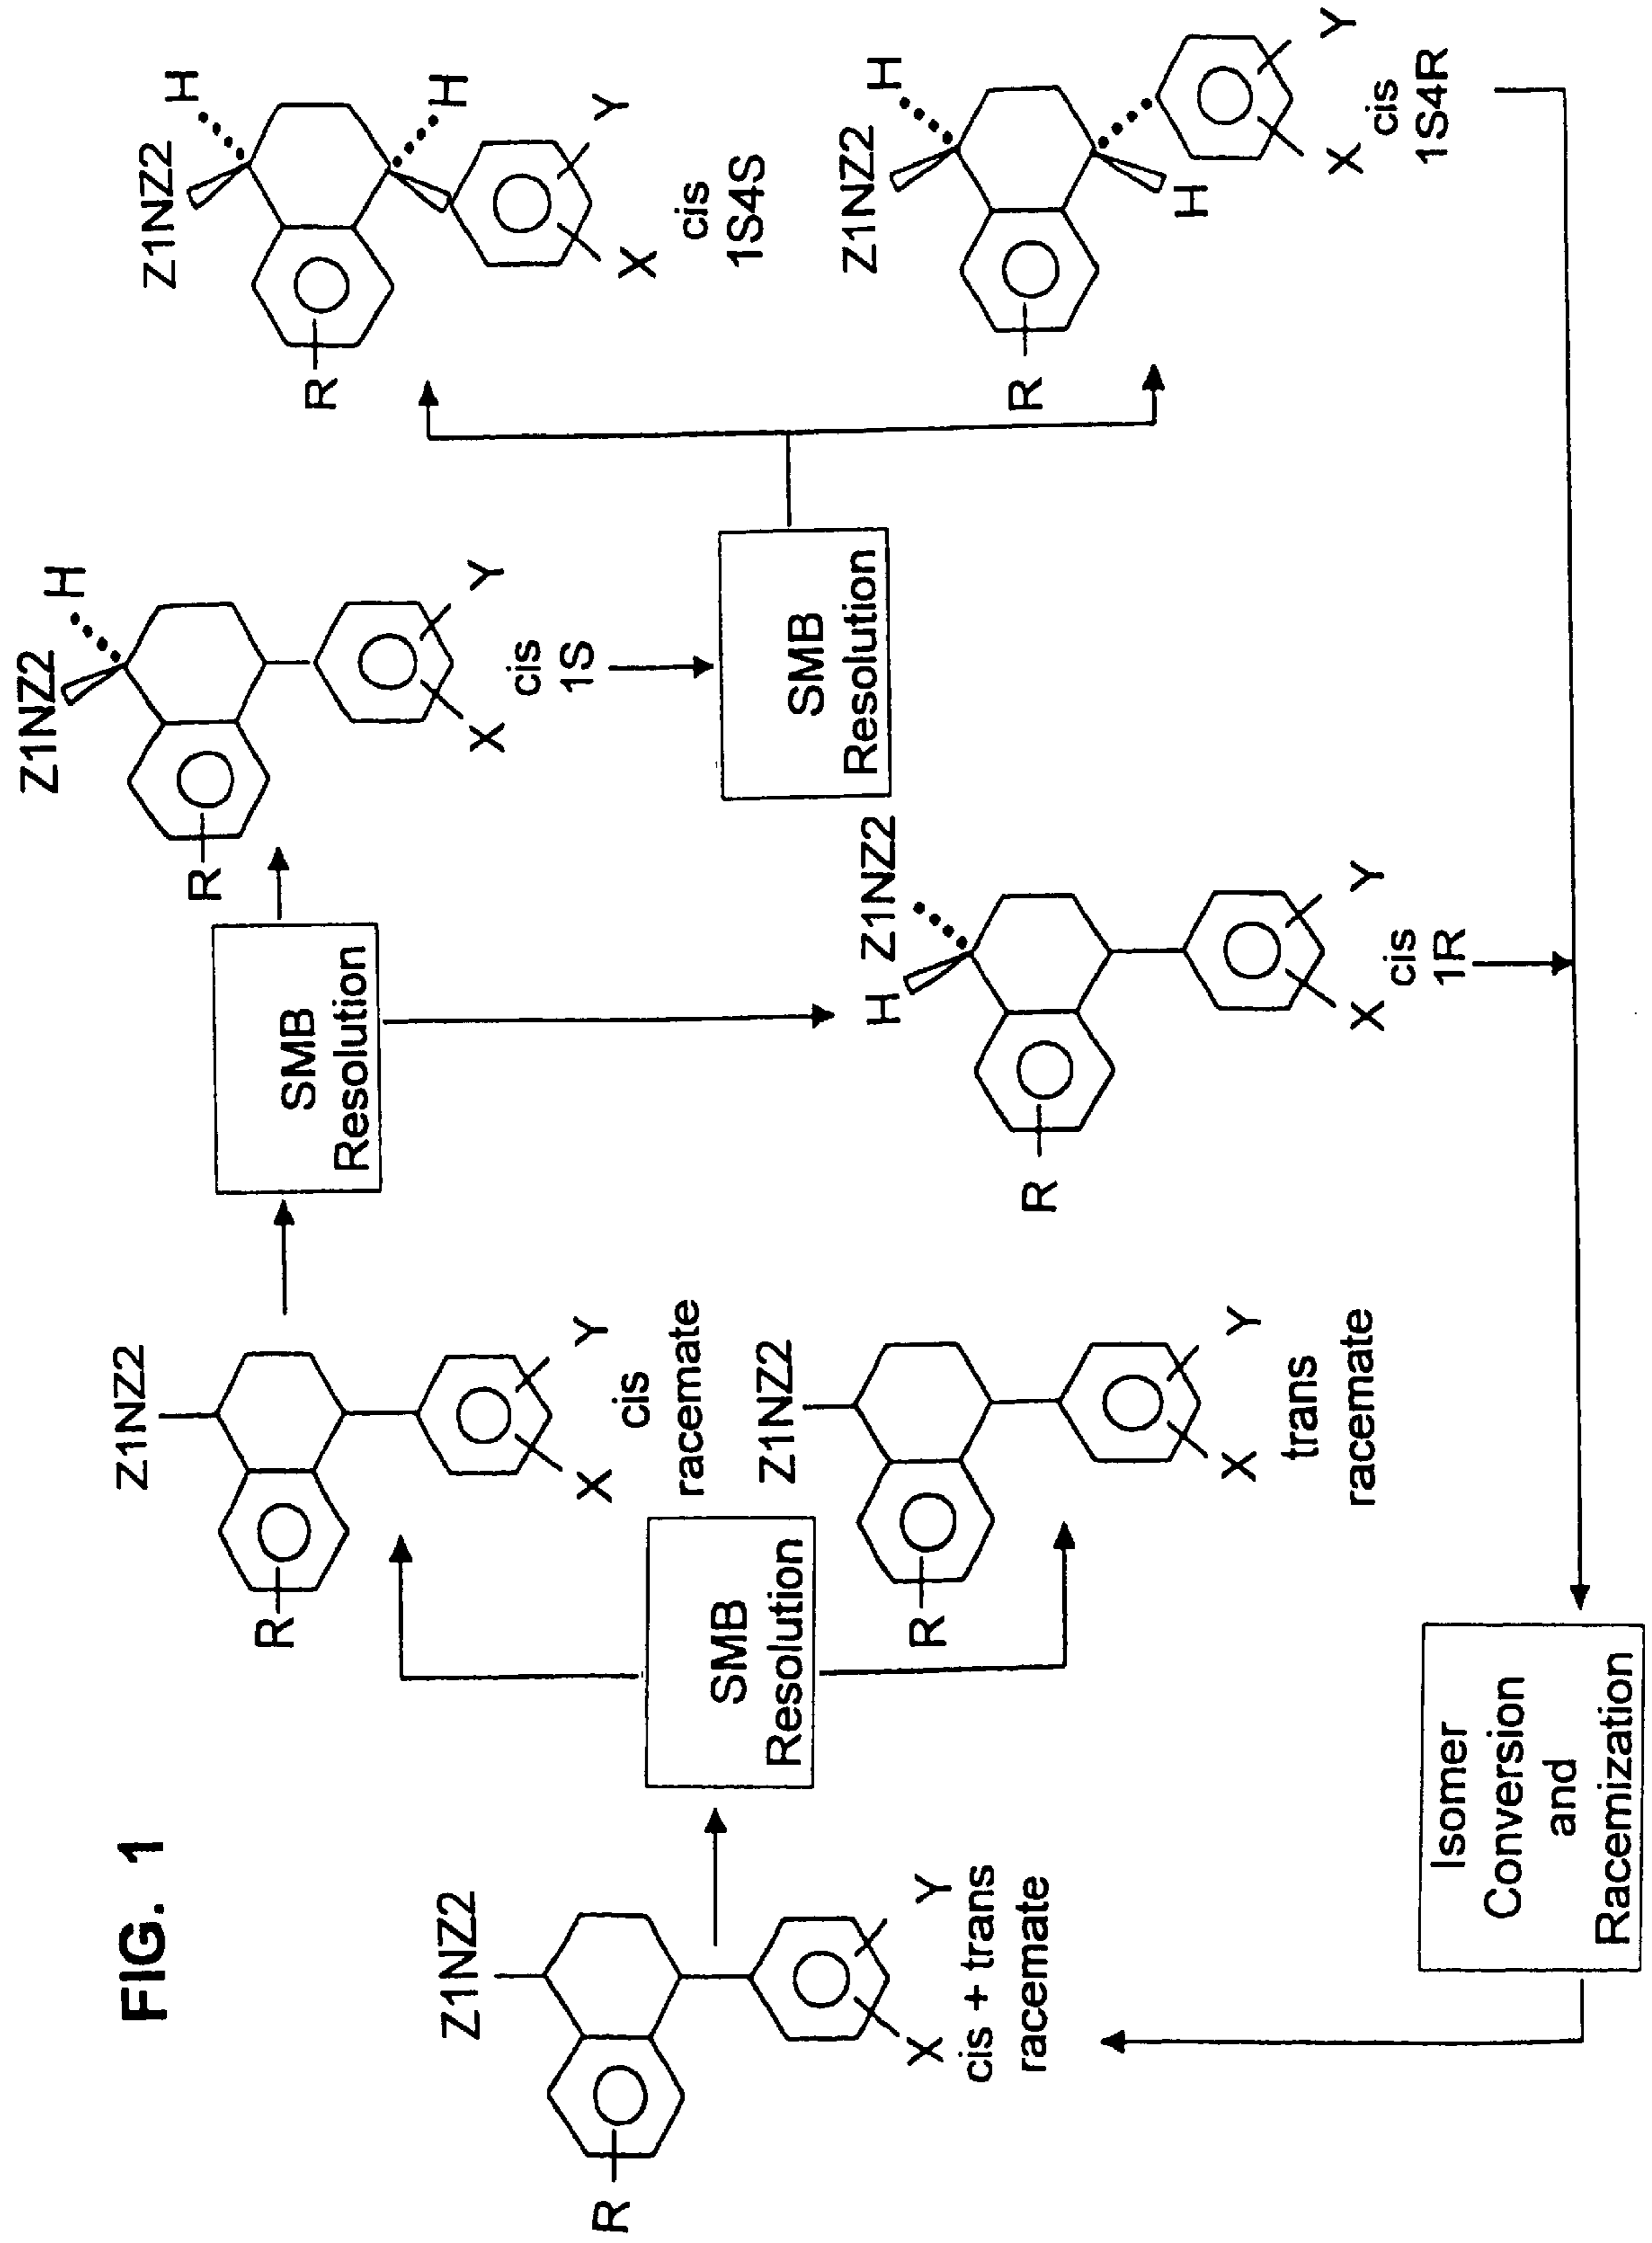 FIG. 1
Z1NZ2
R
X
Y
cis + trans
racemate
SMB
Resolution
Z1NZ2
R
X
Y
cis
racemate
Z1NZ2
R
X
Y
trans
racemate
SMB
Resolution
Z1NZ2
H
R
X
Y
cis
1S
H
Z1NZ2
R
X
Y
cis
1R
SMB
Resolution
Z1NZ2
H
R
H
X
Y
cis
1S4S
Z1NZ2
H
R
H
X
Y
cis
1S4R
Isomer
Conversion
and
Racemization